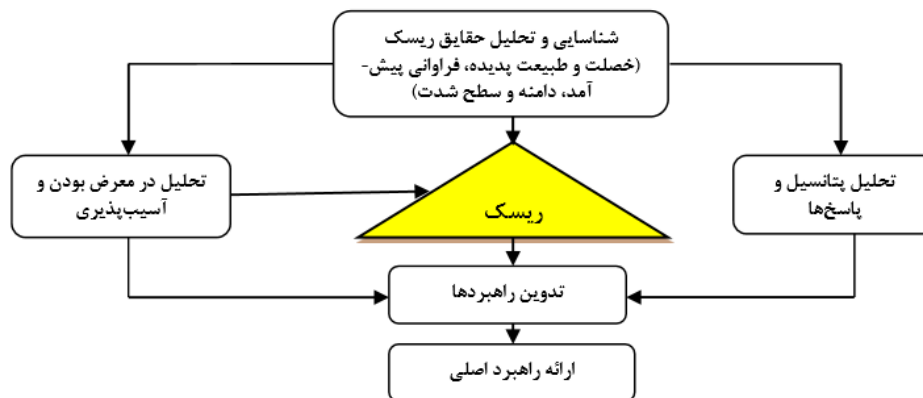 شناسایی و تحلیل حقایق ریسک
(خصلت و طبیعت پدیده، فراوانی پیش-
آمد، دامنه و سطح شدت)
تحلیل در معرض بودن و
آسیب‌پذیری
ریسک
تحلیل پتانسیل و
پاسخ‌ها
تدوین راهبردها
ارائه راهبرد اصلی